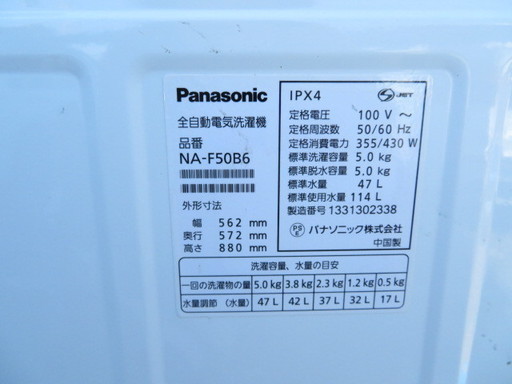 Panasonic
全自動電気洗濯機
品番
NA-F50B6
外形寸法
幅 562 mm
奥行 572 mm
高さ 880 mm
IPX4
S JET
定格電圧 100 V ～
定格周波数 50/60 Hz
定格消費電力 355/430 W
標準洗濯容量 5.0 kg
標準脱水容量 5.0 kg
標準水量 47 L
標準使用水量 114 L
製造番号 1331302338
PS E パナソニック株式会社
中国製
洗濯容量、水量の目安
一回の洗濯物の量 5.0 kg 3.8 kg 2.3 kg 1.2 kg 0.5 kg
水量調節 (水量) 47 L 42 L 37 L 32 L 17 L